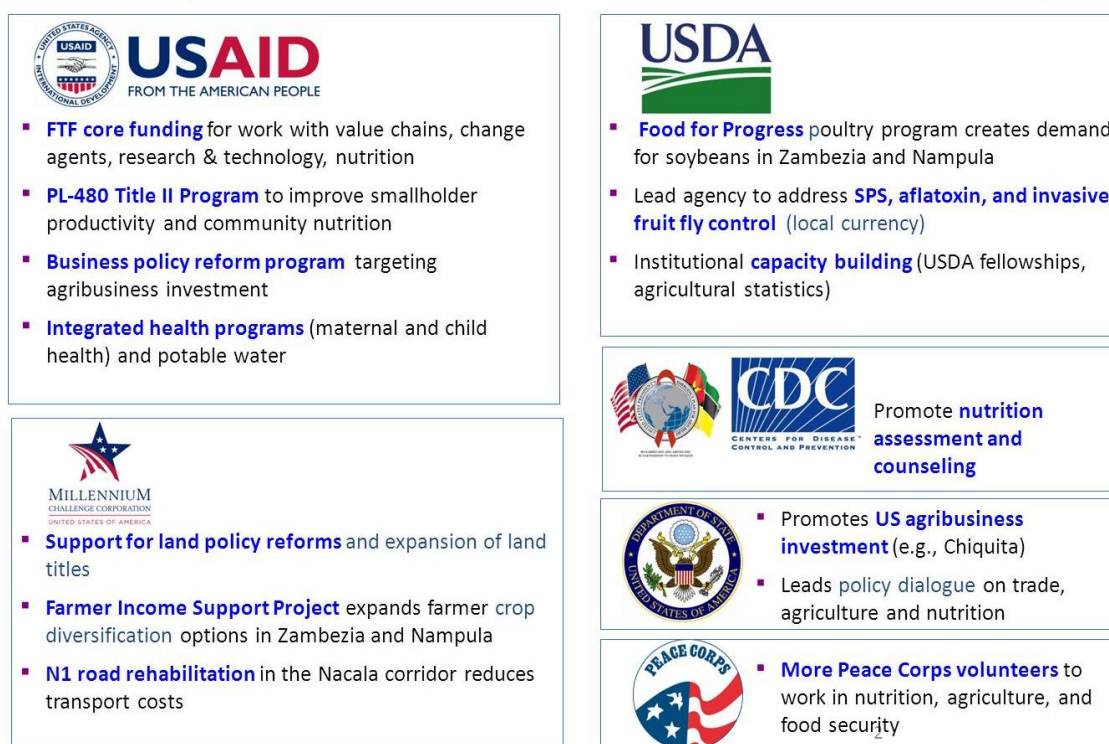 UNITED STATES AGENCY
USAID
INTERNATIONAL DEVELOPMENT
USAID
FROM THE AMERICAN PEOPLE
▪ FTF core funding for work with value chains, change
agents, research & technology, nutrition
▪ PL-480 Title II Program to improve smallholder
productivity and community nutrition
▪ Business policy reform program targeting
agribusiness investment
▪ Integrated health programs (maternal and child
health) and potable water
MILLENNIUM
CHALLENGE CORPORATION
UNITED STATES OF AMERICA
▪ Support for land policy reforms and expansion of land
titles
▪ Farmer Income Support Project expands farmer crop
diversification options in Zambezia and Nampula
▪ N1 road rehabilitation in the Nacala corridor reduces
transport costs
USDA
▪ Food for Progress poultry program creates demand
for soybeans in Zambezia and Nampula
▪ Lead agency to address SPS, aflatoxin, and invasive
fruit fly control (local currency)
▪ Institutional capacity building (USDA fellowships,
agricultural statistics)
CDC
CENTERS FOR DISEASE™
CONTROL AND PREVENTION
Promote nutrition
assessment and
counseling
DEPARTMENT OF STATE
UNITED STATES OF AMERICA
▪ Promotes US agribusiness
investment (e.g., Chiquita)
▪ Leads policy dialogue on trade,
agriculture and nutrition
PEACE CORPS
▪ More Peace Corps volunteers to
work in nutrition, agriculture, and
food security
2